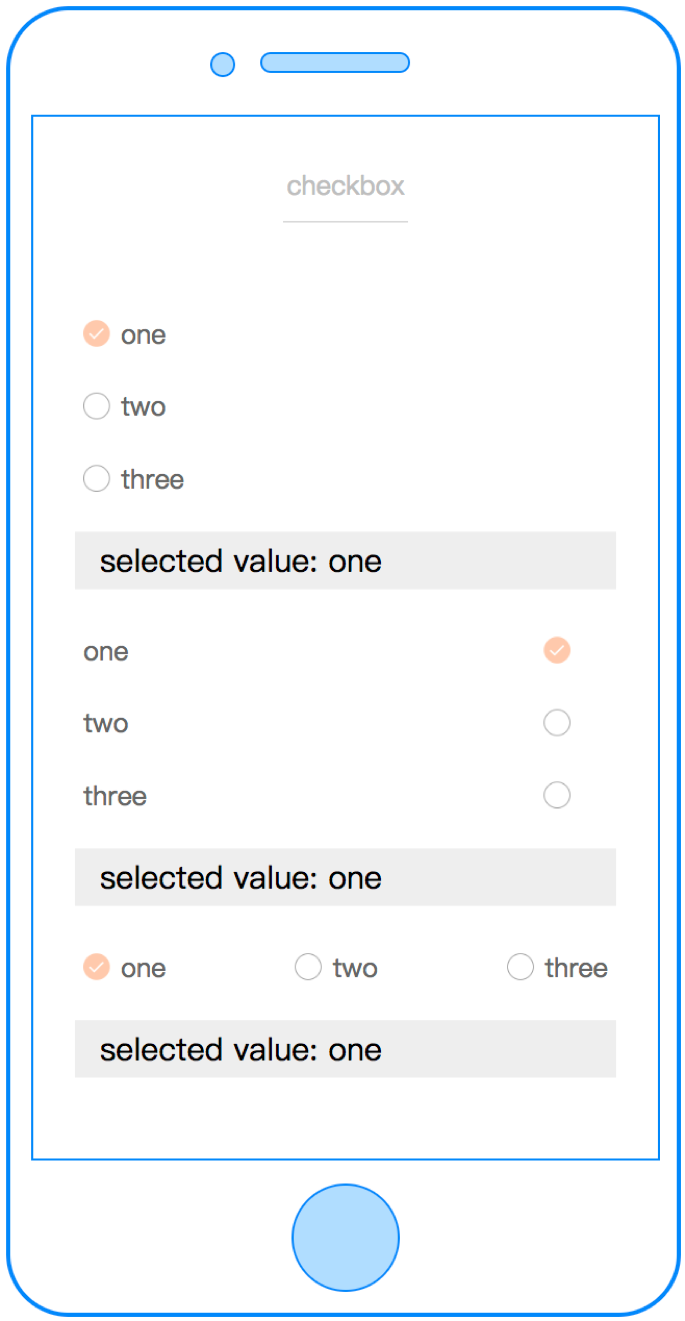 checkbox
one
two
three
selected value: one
one
two
three
selected value: one
one two three
selected value: one